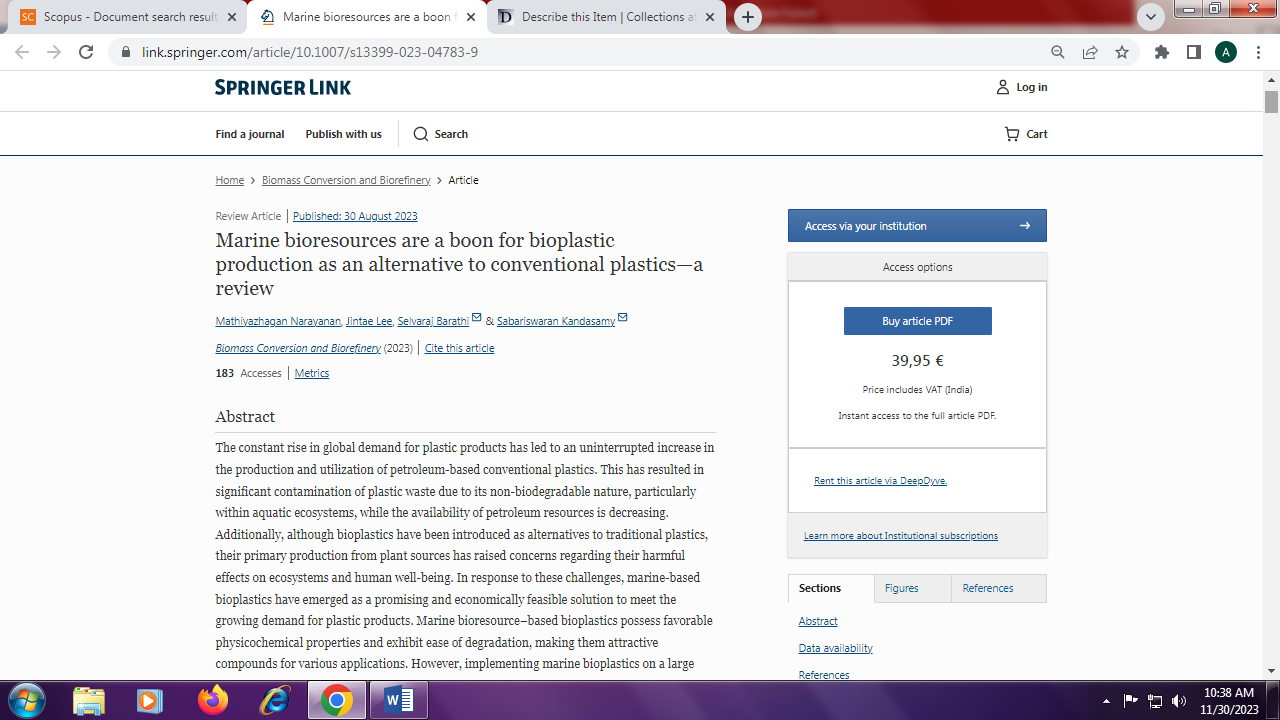 Scopus - Document search result
Marine bioresources are a boon f
Describe this Item | Collections a
link.springer.com/article/10.1007/s13399-023-04783-9
A
SPRINGER LINK
Log in
Find a journal
Publish with us
Search
Cart
Home > Biomass Conversion and Biorefinery > Article
Review Article | Published: 30 August 2023
Marine bioresources are a boon for bioplastic
production as an alternative to conventional plastics—a
review
Mathiyazhagan Narayanan, Jintae Lee, Selvaraj Barathi & Sabariswaran Kandasamy
Biomass Conversion and Biorefinery (2023) | Cite this article
183 Accesses | Metrics
Abstract
The constant rise in global demand for plastic products has led to an uninterrupted increase in
the production and utilization of petroleum-based conventional plastics. This has resulted in
significant contamination of plastic waste due to its non-biodegradable nature, particularly
within aquatic ecosystems, while the availability of petroleum resources is decreasing.
Additionally, although bioplastics have been introduced as alternatives to traditional plastics,
their primary production from plant sources has raised concerns regarding their harmful
effects on ecosystems and human well-being. In response to these challenges, marine-based
bioplastics have emerged as a promising and economically feasible solution to meet the
growing demand for plastic products. Marine bioresource–based bioplastics possess favorable
physicochemical properties and exhibit ease of degradation, making them attractive
compounds for various applications. However, implementing marine bioplastics on a large
Access via your institution
Access options
Buy article PDF
39,95 €
Price includes VAT (India)
Instant access to the full article PDF.
Rent this article via DeepDyve.
Learn more about Institutional subscriptions
Sections
Figures
References
Abstract
Data availability
References
10:38 AM
11/30/2023